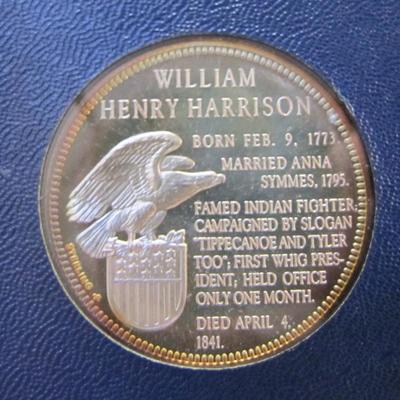 WILLIAM
HENRY HARRISON
BORN FEB. 9, 1773.
MARRIED ANNA
SYMMES, 1795.
FAMED INDIAN FIGHTER;
CAMPAIGNED BY SLOGAN
"TIPPECANOE AND TYLER
TOO"; FIRST WHIG PRES-
IDENT; HELD OFFICE
ONLY ONE MONTH.
DIED APRIL 4,
1841.
STERLING